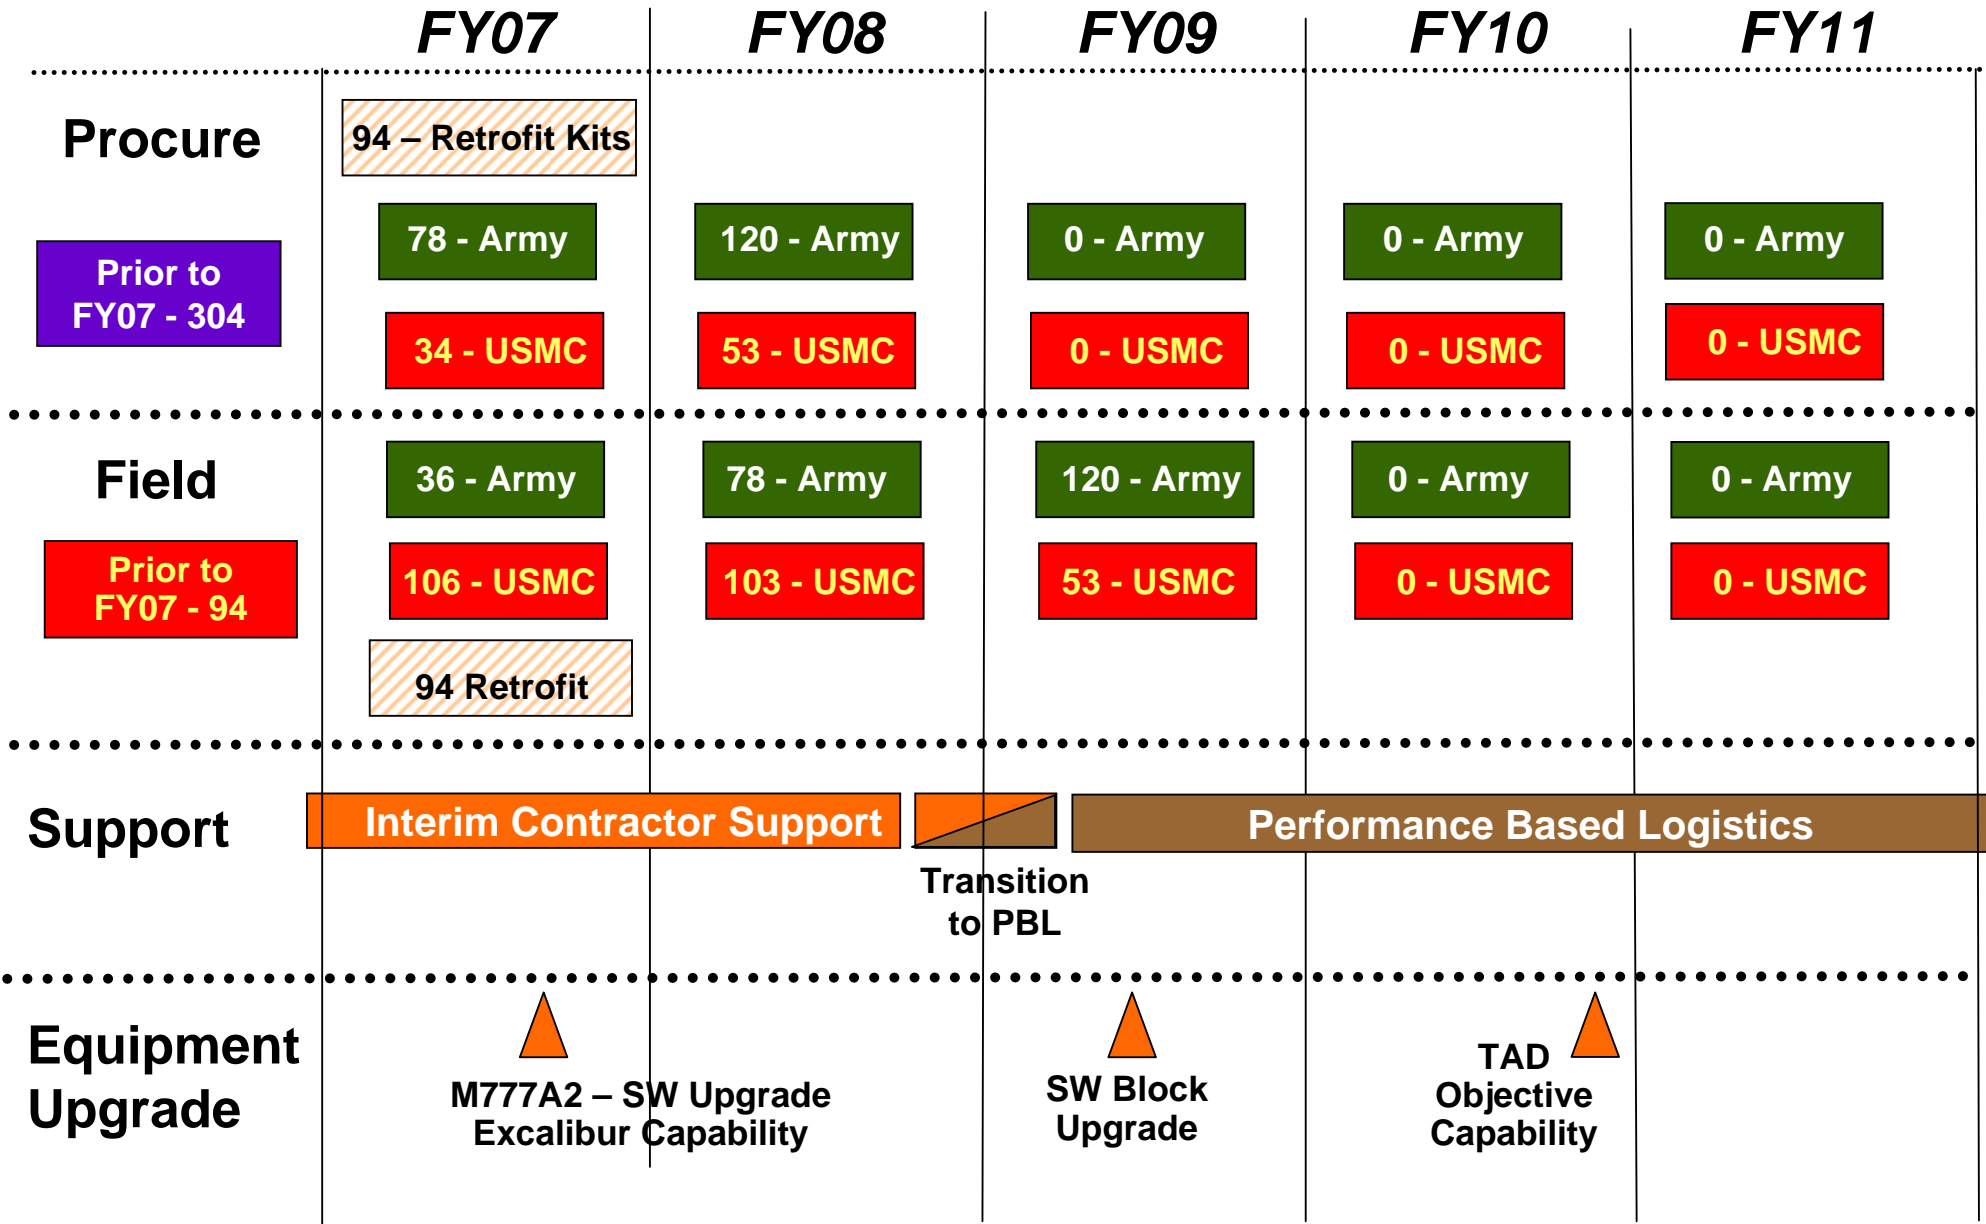 FY07 FY08 FY09 FY10 FY11
Procure
94 – Retrofit Kits
78 - Army
120 - Army
0 - Army
0 - Army
0 - Army
Prior to
FY07 - 304
34 - USMC
53 - USMC
0 - USMC
0 - USMC
0 - USMC
Field
36 - Army
78 - Army
120 - Army
0 - Army
0 - Army
Prior to
FY07 - 94
106 - USMC
103 - USMC
53 - USMC
0 - USMC
0 - USMC
94 Retrofit
Support
Interim Contractor Support
Performance Based Logistics
Transition
to PBL
Equipment
Upgrade
M777A2 – SW Upgrade
Excalibur Capability
SW Block
Upgrade
TAD
Objective
Capability